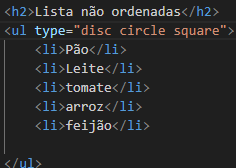 <h2>Lista não ordenadas</h2>
<ul type="disc circle square">
<li>Pão</li>
<li>Leite</li>
<li>tomate</li>
<li>arroz</li>
<li>feijão</li>
</ul>